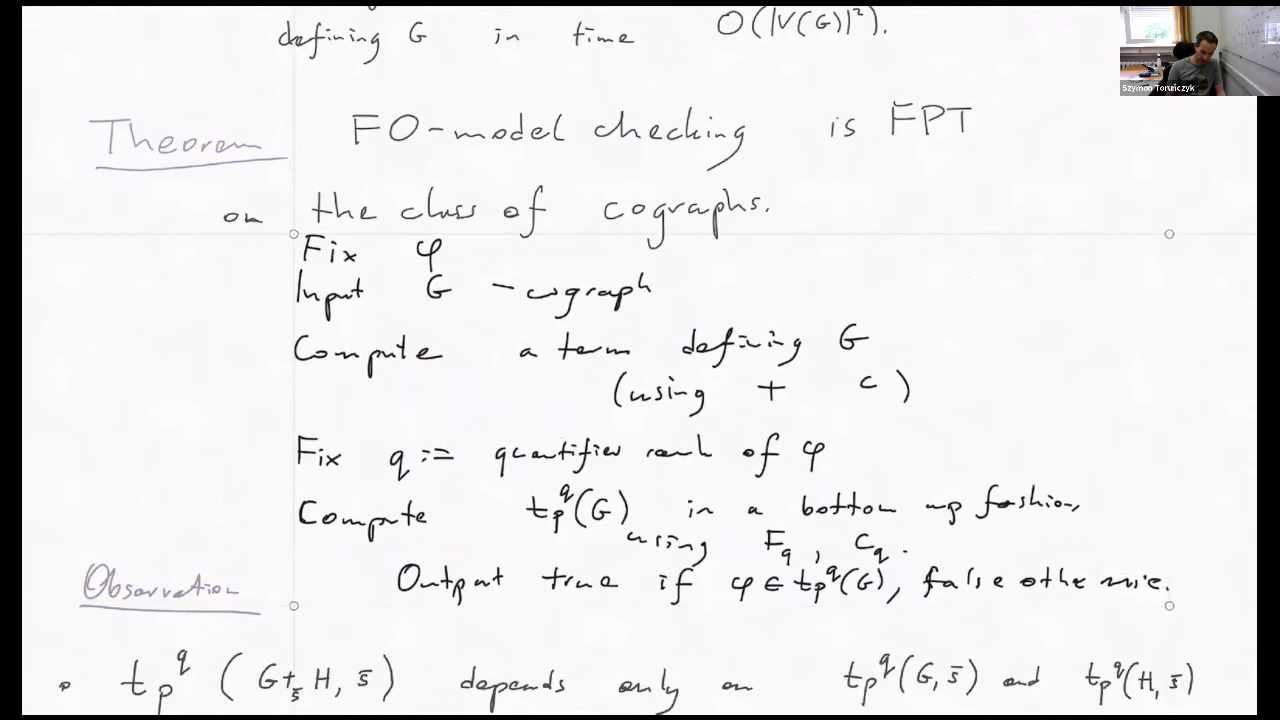 defining G in time O(|V(G)|²).
Szymon Toruńczyk
Theorem FO-model checking is FPT
on the class of cographs.
Fix φ
Input G - cograph
Compute a term defining G
(using + c)
Fix q := quantifier rank of φ
Compute tp^q(G) in a bottom up fashion,
using F_q, C_q.
Output true if φ ∈ tp^q(G), false otherwise.
Observation
• tp^q (G +_s̄ H, s̄) depends only on tp^q(G, s̄) and tp^q(H, s̄)